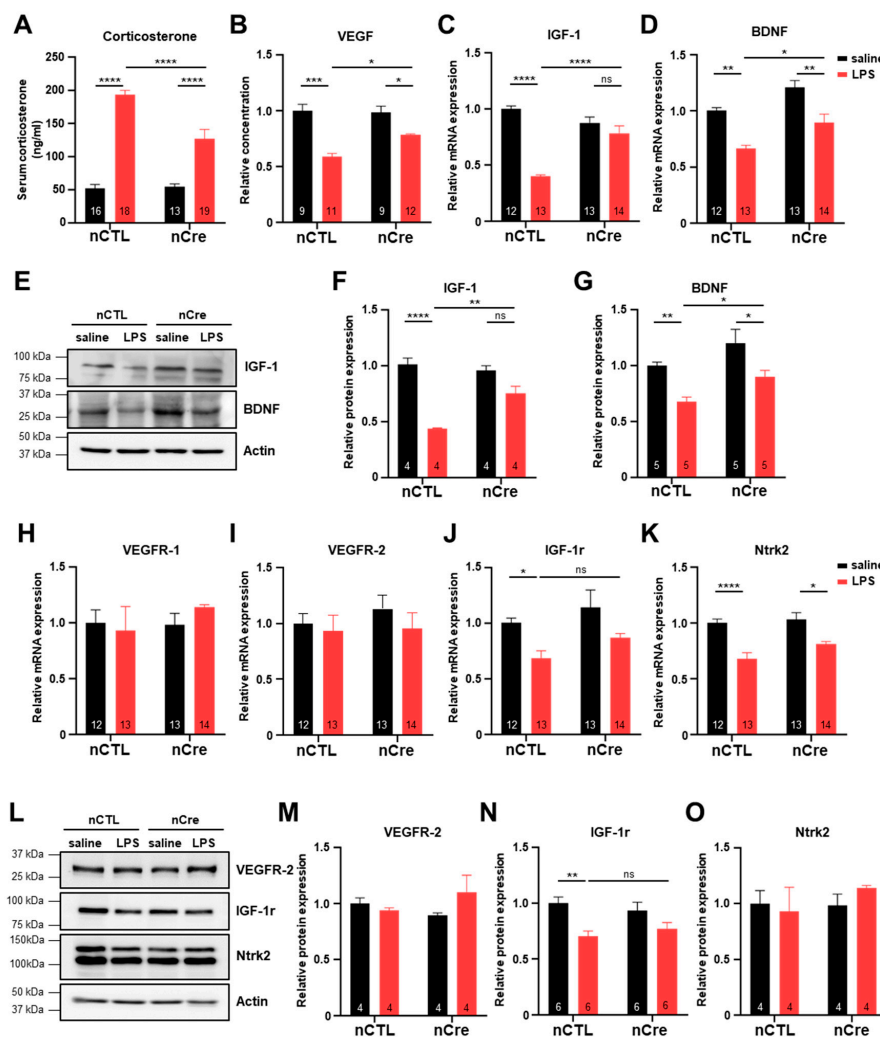 A
Corticosterone
Serum corticosterone
(ng/ml)
250
200
150
100
50
0
****
****
****
16
18
13
19
nCTL
nCre
B
VEGF
Relative concentration
1.5
1.0
0.5
0
***
*
*
9
11
9
12
nCTL
nCre
C
IGF-1
Relative mRNA expression
1.5
1.0
0.5
0
****
****
ns
12
13
13
14
nCTL
nCre
D
BDNF
Relative mRNA expression
1.5
1.0
0.5
0
**
*
**
12
13
13
14
nCTL
nCre
saline
LPS
E
nCTL
nCre
saline LPS saline LPS
100 kDa
75 kDa
IGF-1
37 kDa
25 kDa
BDNF
50 kDa
37 kDa
Actin
F
IGF-1
Relative protein expression
1.5
1.0
0.5
0
****
**
ns
4
4
4
4
nCTL
nCre
G
BDNF
Relative protein expression
1.5
1.0
0.5
0
**
*
*
5
5
5
5
nCTL
nCre
H
VEGFR-1
Relative mRNA expression
1.5
1.0
0.5
0
12
13
13
14
nCTL
nCre
I
VEGFR-2
Relative mRNA expression
1.5
1.0
0.5
0
12
13
13
14
nCTL
nCre
J
IGF-1r
Relative mRNA expression
1.5
1.0
0.5
0
*
ns
12
13
13
14
nCTL
nCre
K
Ntrk2
Relative mRNA expression
1.5
1.0
0.5
0
****
*
12
13
13
14
nCTL
nCre
saline
LPS
L
nCTL
nCre
saline LPS saline LPS
37 kDa
25 kDa
VEGFR-2
100 kDa
75 kDa
IGF-1r
150kDa
100kDa
Ntrk2
50 kDa
37 kDa
Actin
M
VEGFR-2
Relative protein expression
1.5
1.0
0.5
0
4
4
4
4
nCTL
nCre
N
IGF-1r
Relative protein expression
1.5
1.0
0.5
0
**
ns
6
6
6
6
nCTL
nCre
O
Ntrk2
Relative protein expression
1.5
1.0
0.5
0
4
4
4
4
nCTL
nCre